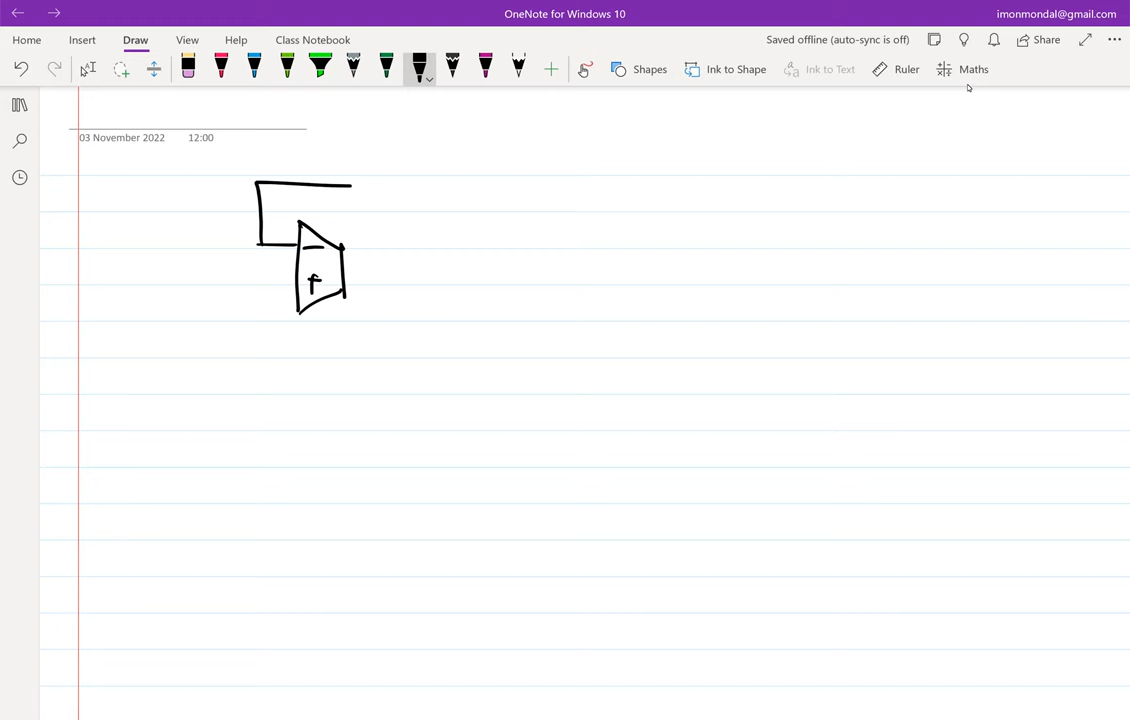 OneNote for Windows 10
imonmondal@gmail.com
Home Insert Draw View Help Class Notebook
Saved offline (auto-sync is off) Share
Shapes Ink to Shape Ink to Text Ruler Maths
03 November 2022 12:00
−
+